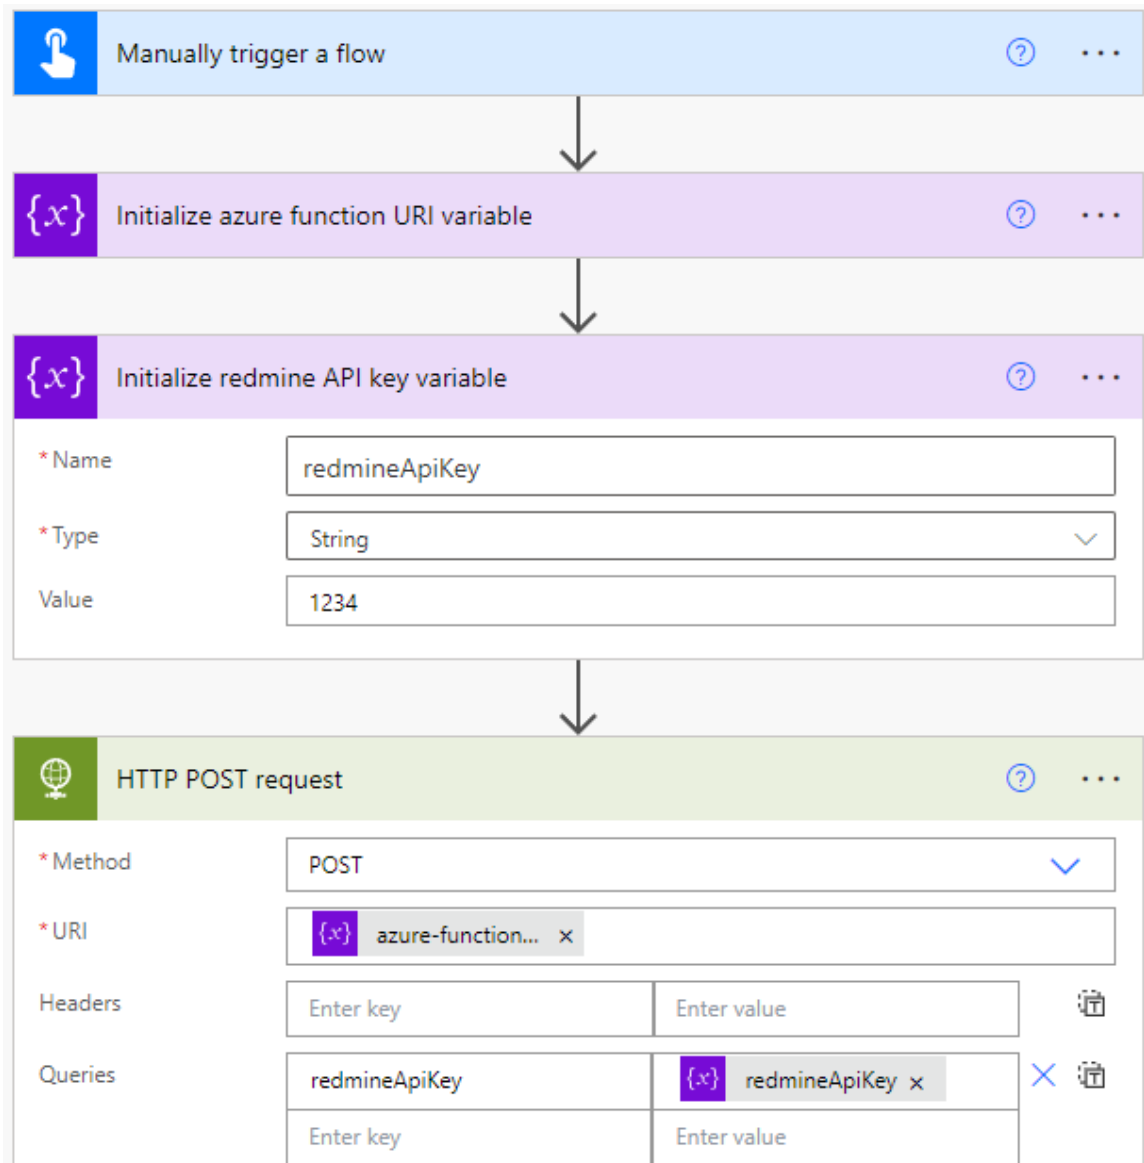 Manually trigger a flow
{x} Initialize azure function URI variable
{x} Initialize redmine API key variable
*Name redmineApiKey
*Type String
Value 1234
HTTP POST request
*Method POST
*URI {x} azure-function... ×
Headers Enter key Enter value
Queries redmineApiKey {x} redmineApiKey ×
Enter key Enter value